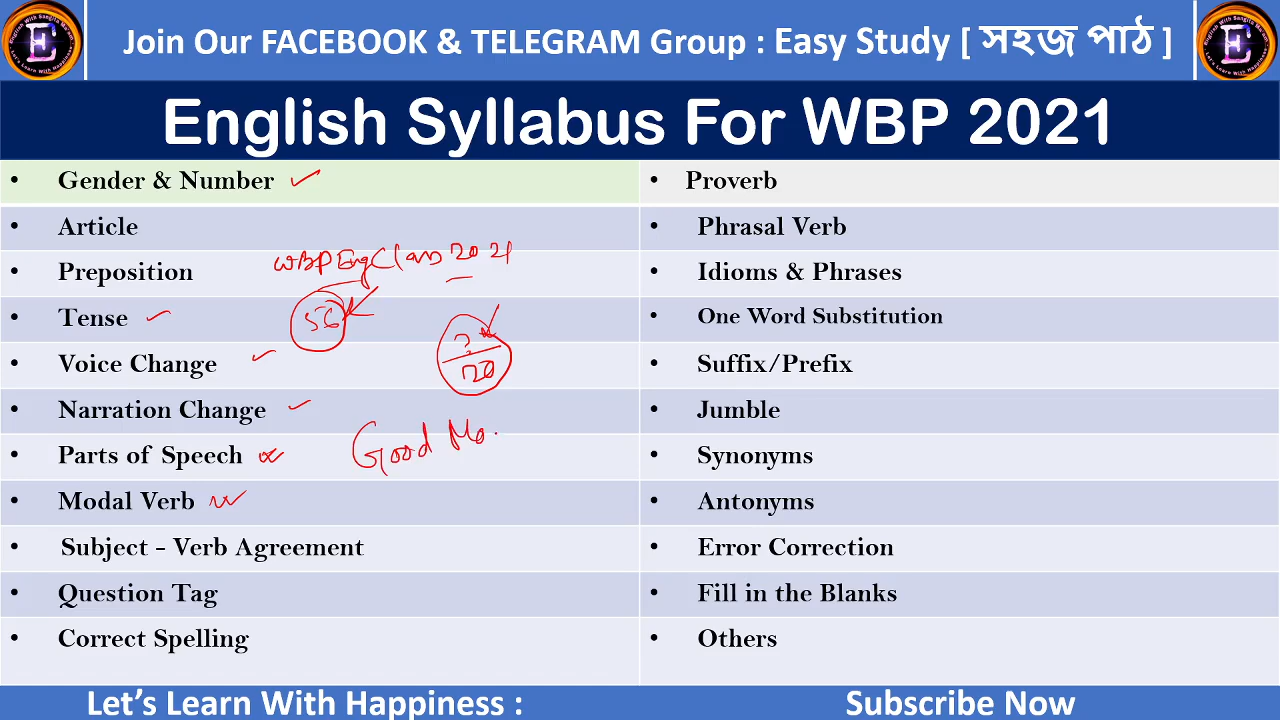 Join Our FACEBOOK & TELEGRAM Group : Easy Study [ সহজ পাঠ ]
English Syllabus For WBP 2021
• Gender & Number
• Article
• Preposition
• Tense
• Voice Change
• Narration Change
• Parts of Speech
• Modal Verb
• Subject – Verb Agreement
• Question Tag
• Correct Spelling
• Proverb
• Phrasal Verb
• Idioms & Phrases
• One Word Substitution
• Suffix/Prefix
• Jumble
• Synonyms
• Antonyms
• Error Correction
• Fill in the Blanks
• Others
WBP Eng Class 2021
56
?
20
Good Mo.
Let's Learn With Happiness :
Subscribe Now
E
E